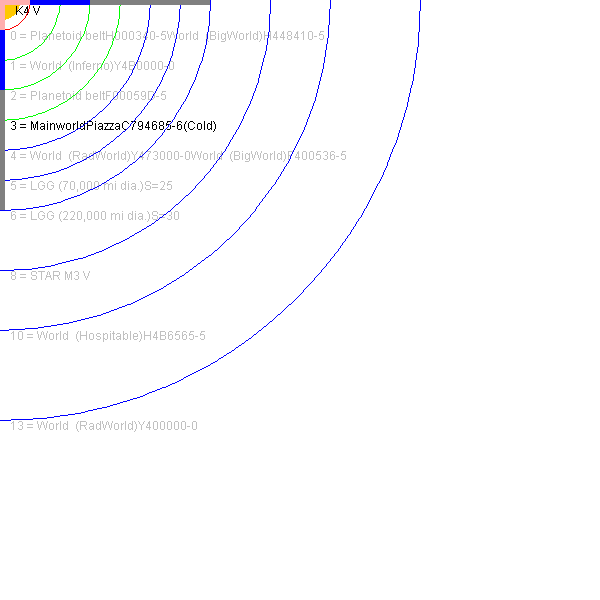 K4 V
0 = Planetoid beltH000340-5World  (BigWorld)H448410-5
1 = World  (Inferno)Y4B0000-0
2 = Planetoid beltF00059D-5
3 = MainworldPiazzaC794685-6(Cold)
4 = World  (RadWorld)Y473000-0World  (BigWorld)F400536-5
5 = LGG (70,000 mi dia.)S=25
6 = LGG (220,000 mi dia.)S=30
8 = STAR M3 V
10 = World  (Hospitable)H4B6565-5
13 = World  (RadWorld)Y400000-0